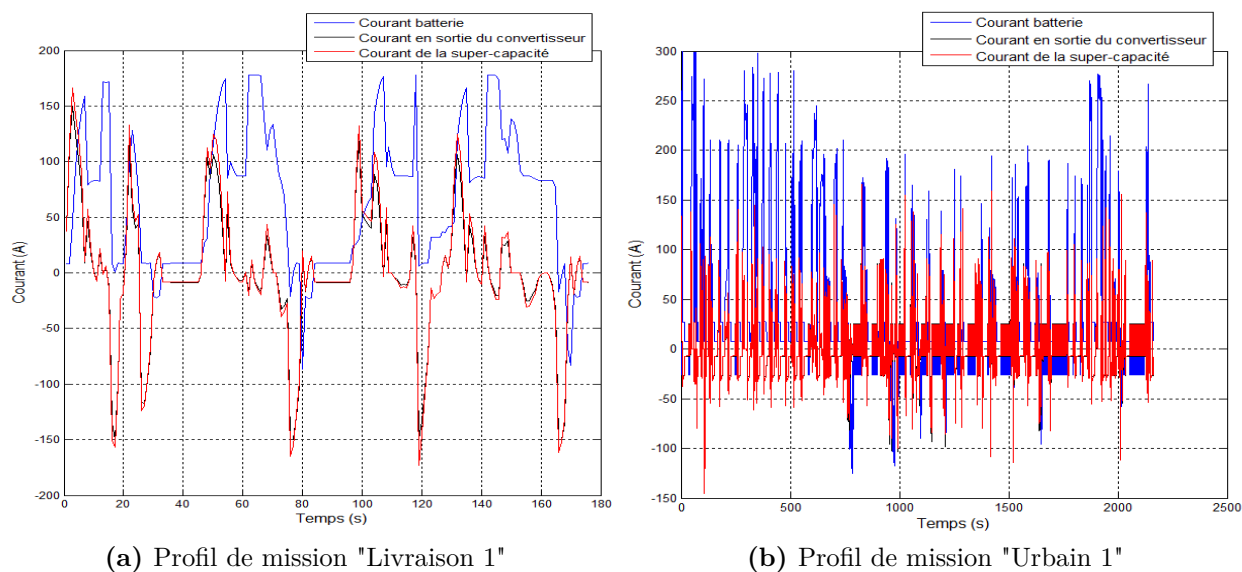 Courant batterie
Courant en sortie du convertisseur
Courant de la super-capacité
200
150
100
50
0
-50
-100
-150
-200
Courant (A)
0 20 40 60 80 100 120 140 160 180
Temps (s)
(a) Profil de mission "Livraison 1"
Courant batterie
Courant en sortie du convertisseur
Courant de la super-capacité
300
250
200
150
100
50
0
-50
-100
-150
Courant (A)
0 500 1000 1500 2000 2500
Temps (s)
(b) Profil de mission "Urbain 1"